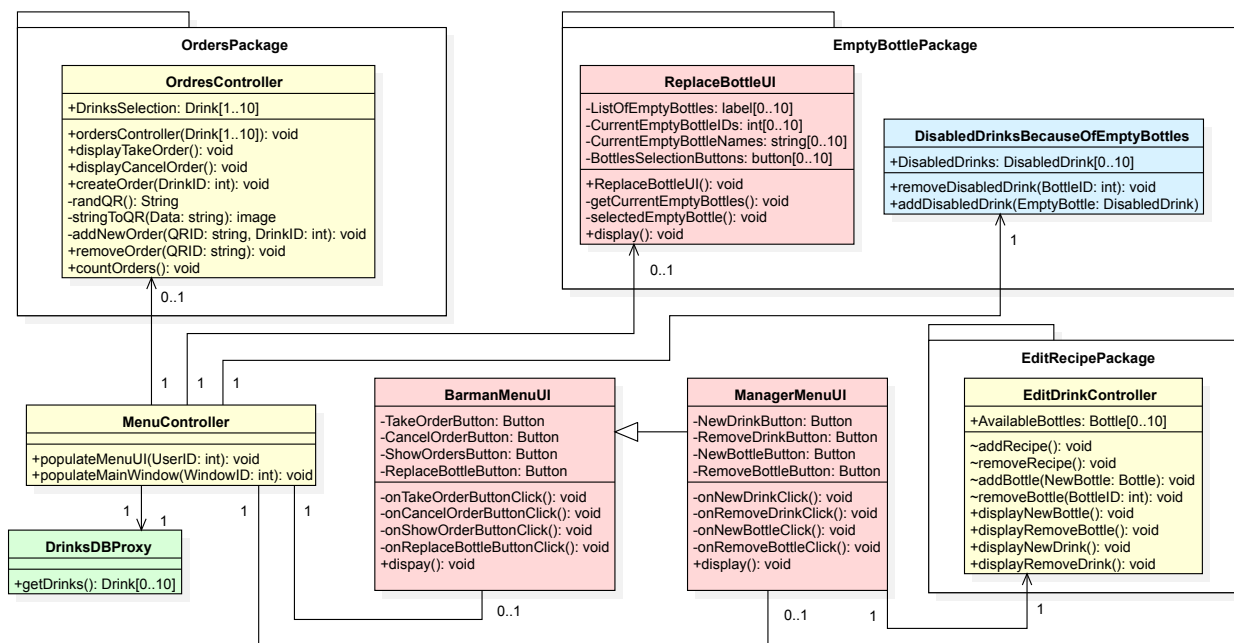 OrdersPackage
OrdresController
+DrinksSelection: Drink[1..10]
+ordersController(Drink[1..10]): void
+displayTakeOrder(): void
+displayCancelOrder(): void
+createOrder(DrinkID: int): void
-randQR(): String
-stringToQR(Data: string): image
-addNewOrder(QRID: string, DrinkID: int): void
+removeOrder(QRID: string): void
+countOrders(): void
0..1
EmptyBottlePackage
ReplaceBottleUI
-ListOfEmptyBottles: label[0..10]
-CurrentEmptyBottleIDs: int[0..10]
-CurrentEmptyBottleNames: string[0..10]
-BottlesSelectionButtons: button[0..10]
+ReplaceBottleUI(): void
-getCurrentEmptyBottles(): void
-selectedEmptyBottle(): void
+display(): void
0..1
DisabledDrinksBecauseOfEmptyBottles
+DisabledDrinks: DisabledDrink[0..10]
+removeDisabledDrink(BottleID: int): void
+addDisabledDrink(EmptyBottle: DisabledDrink)
1
1
1
1
MenuController
+populateMenuUI(UserID: int): void
+populateMainWindow(WindowID: int): void
1
1
1
1
DrinksDBProxy
+getDrinks(): Drink[0..10]
BarmanMenuUI
-TakeOrderButton: Button
-CancelOrderButton: Button
-ShowOrdersButton: Button
-ReplaceBottleButton: Button
-onTakeOrderButtonClick(): void
-onCancelOrderButtonClick(): void
-onShowOrderButtonClick(): void
-onReplaceBottleButtonClick(): void
+dispay(): void
0..1
ManagerMenuUI
-NewDrinkButton: Button
-RemoveDrinkButton: Button
-NewBottleButton: Button
-RemoveBottleButton: Button
-onNewDrinkClick(): void
-onRemoveDrinkClick(): void
-onNewBottleClick(): void
-onRemoveBottleClick(): void
+display(): void
0..1
1
EditRecipePackage
EditDrinkController
+AvailableBottles: Bottle[0..10]
~addRecipe(): void
~removeRecipe(): void
~addBottle(NewBottle: Bottle): void
~removeBottle(BottleID: int): void
+displayNewBottle(): void
+displayRemoveBottle(): void
+displayNewDrink(): void
+displayRemoveDrink(): void
1